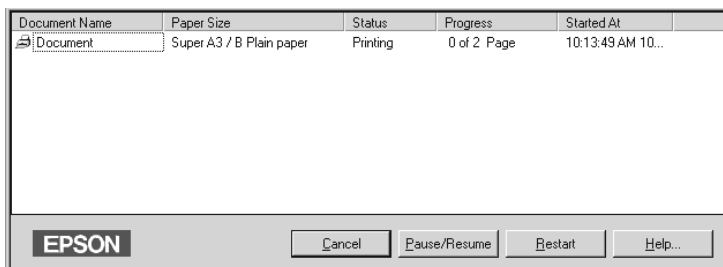 Document Name Paper Size Status Progress Started At
Document Super A3 / B Plain paper Printing 0 of 2 Page 10:13:49 AM 10...
EPSON Cancel Pause/Resume Restart Help...